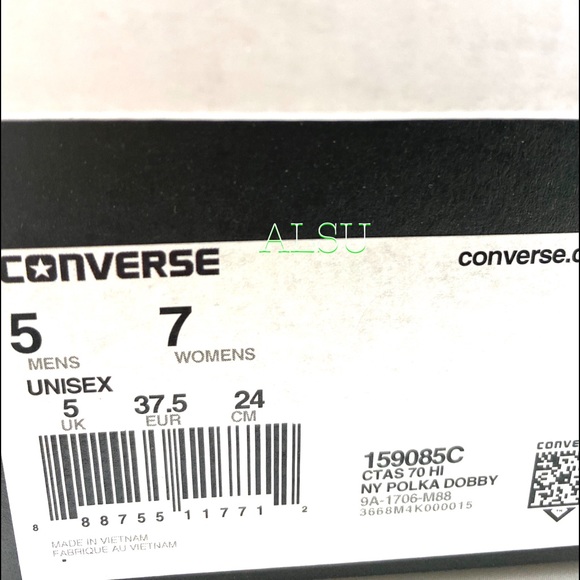 ALSU
CONVERSE
converse.c
5 7
MENS WOMENS
UNISEX
5 37.5 24
UK EUR CM
159085C
CTAS 70 HI
NY POLKA DOBBY
9A-1706-M88
3668M4K000015
CONVE
8 88755 11771 2
MADE IN VIETNAM
FABRIQUE AU VIETNAM